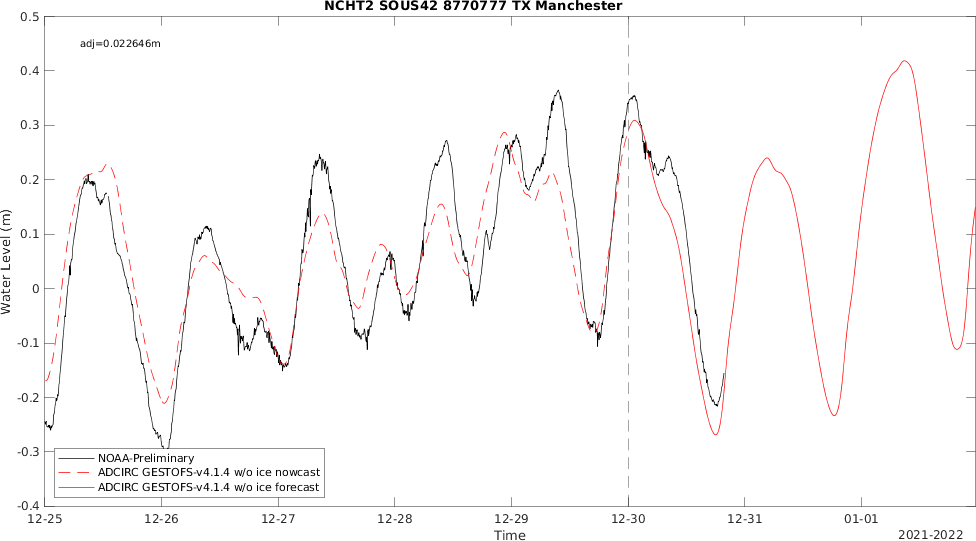 NCHT2 SOUS42 8770777 TX Manchester
adj=0.022646m
0.5
0.4
0.3
0.2
0.1
0
-0.1
-0.2
-0.3
-0.4
Water Level (m)
NOAA-Preliminary
ADCIRC GESTOFS-v4.1.4 w/o ice nowcast
ADCIRC GESTOFS-v4.1.4 w/o ice forecast
12-25 12-26 12-27 12-28 12-29 12-30 12-31 01-01
Time
2021-2022